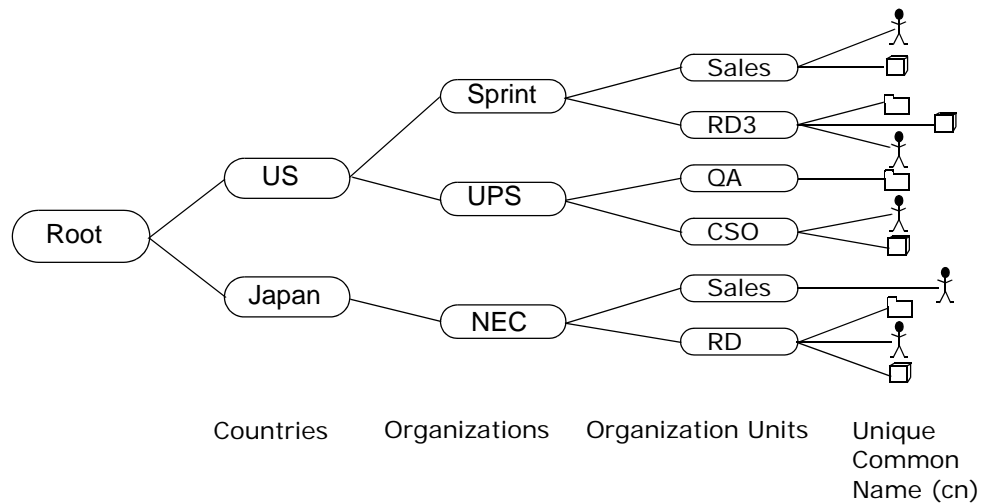 Sales
Sprint
RD3
US
QA
UPS
Root
CSO
Japan
Sales
NEC
RD
Countries
Organizations
Organization Units
Unique
Common
Name (cn)